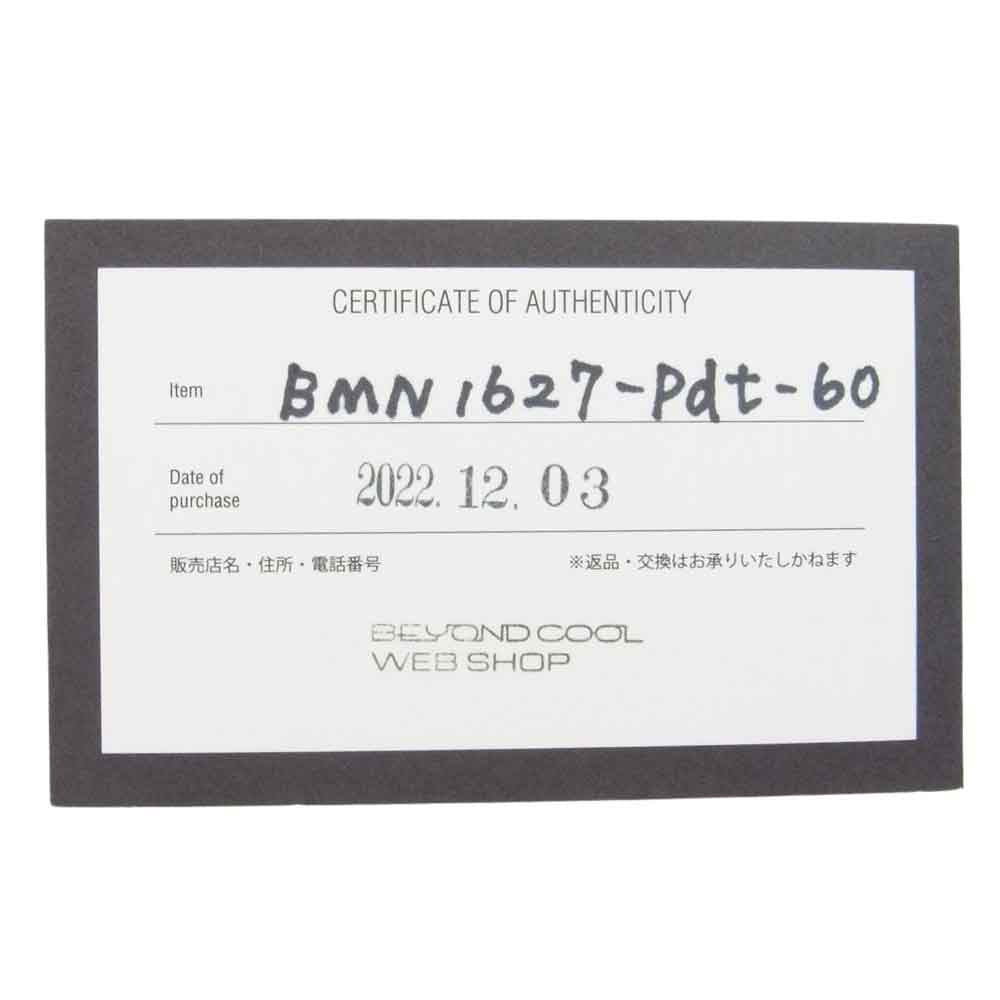 CERTIFICATE OF AUTHENTICITY
Item BMN1627-Pdt-60
Date of
purchase 2022.12.03
販売店名・住所・電話番号 ※返品・交換はお承りいたしかねます
BEYOND COOL
WEB SHOP